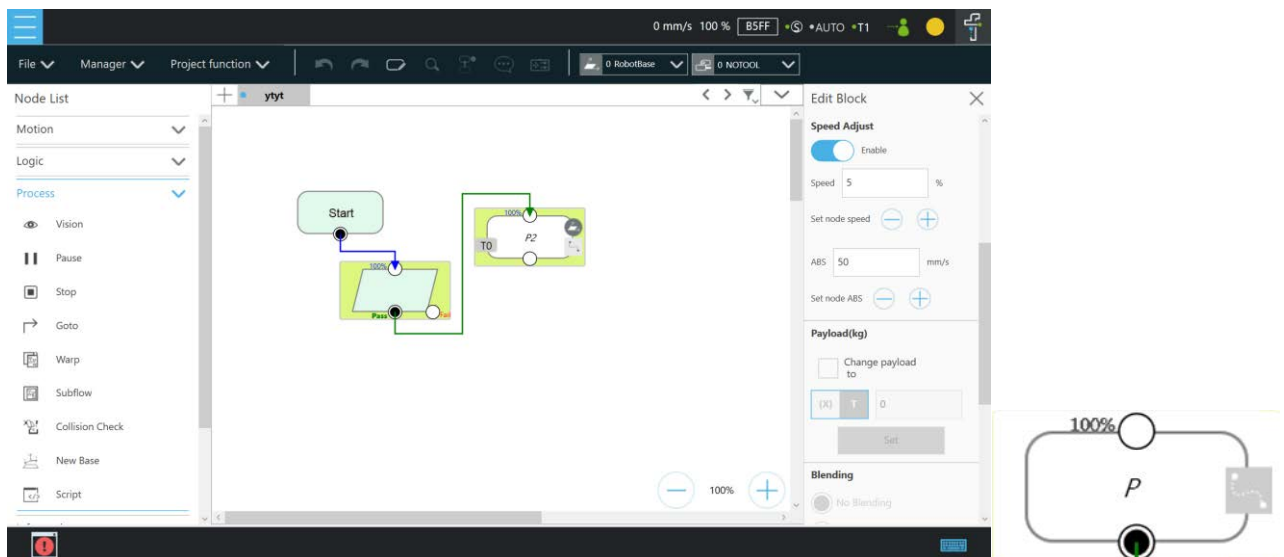 0 mm/s 100 % B5FF •Ⓢ •AUTO •T1
File Manager Project function 0 RobotBase 0 NOTOOL
Node List
Motion
Logic
Process
Vision
Pause
Stop
Goto
Warp
Subflow
Collision Check
New Base
Script
ytyt
Start
100%
Pass Fail
100%
T0 P2
100%
Edit Block
Speed Adjust
Enable
Speed 5 %
Set node speed
ABS 50 mm/s
Set node ABS
Payload(kg)
Change payload
to
(X) T 0
Set
Blending
No Blending
100%
P